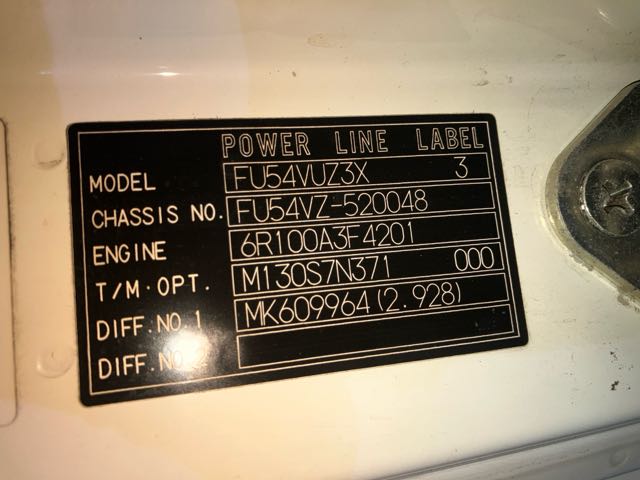 POWER LINE LABEL
MODEL FU54VUZ3X 3
CHASSIS NO. FU54VZ-520048
ENGINE 6R100A3F4201
T/M·OPT. M130S7N371 000
DIFF.NO.1 MK609964(2.928)
DIFF.NO.2